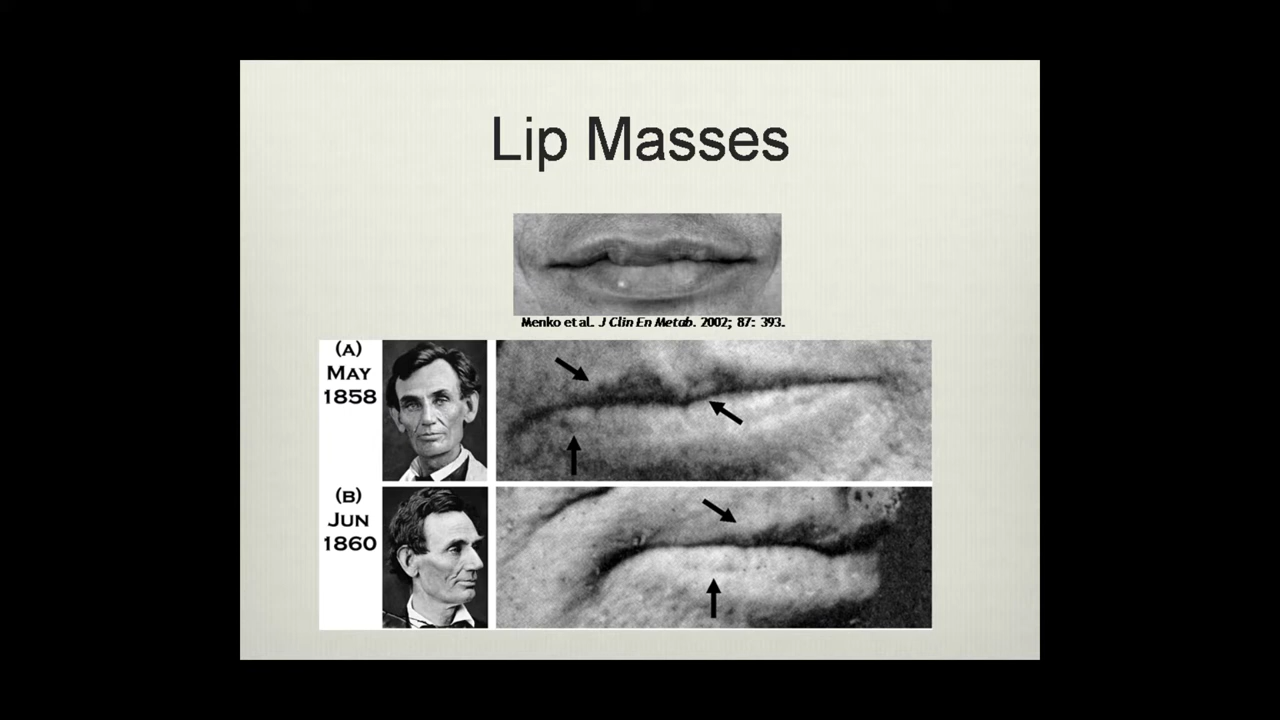 Lip Masses
Menko et al. J Clin En Metab. 2002; 87: 393.
(A)
MAY
1858
(B)
JUN
1860